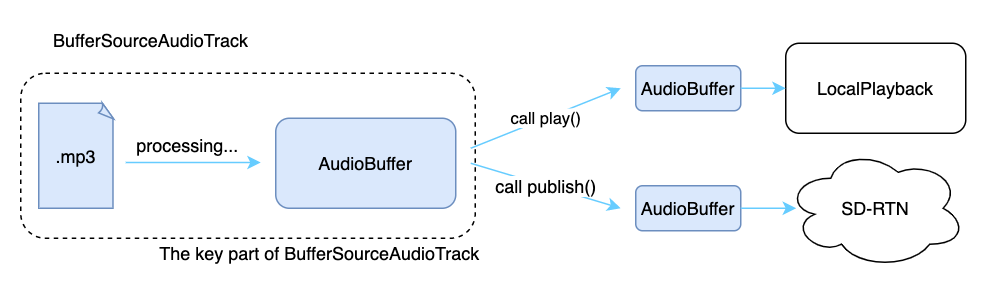 BufferSourceAudioTrack
.mp3
processing...
AudioBuffer
The key part of BufferSourceAudioTrack
call play()
AudioBuffer
LocalPlayback
call publish()
AudioBuffer
SD-RTN